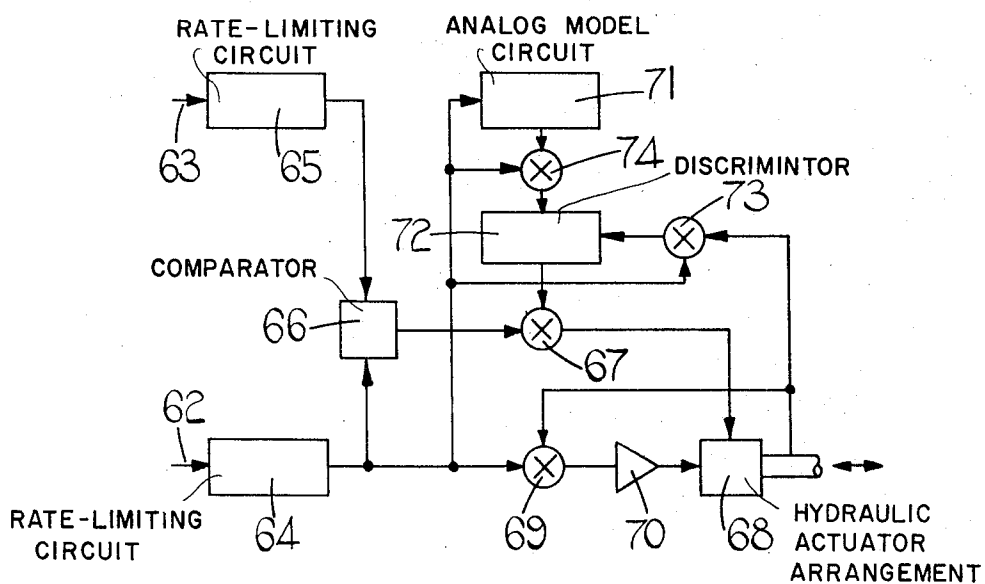 RATE-LIMITING
CIRCUIT
ANALOG MODEL
CIRCUIT
71
63
65
74
DISCRIMINTOR
73
72
COMPARATOR
66
67
62
RATE-LIMITING
CIRCUIT
64
69
70
68
HYDRAULIC
ACTUATOR
ARRANGEMENT